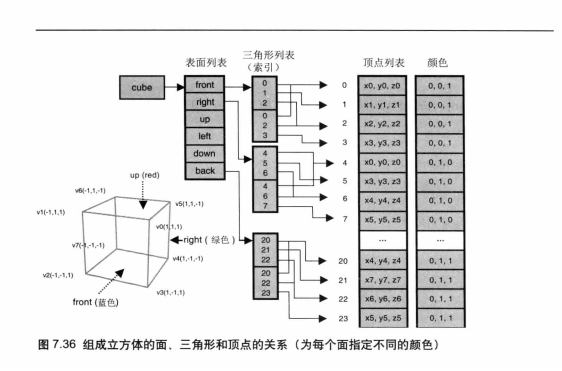 三角形列表
表面列表 （索引） 顶点列表 颜色
cube
front
right
up
left
down
back
0
1
2
0
2
3
4
5
6
4
6
7
20
21
22
20
22
23
0 x0, y0, z0 0, 0, 1
1 x1, y1, z1 0, 0, 1
2 x2, y2, z2 0, 0, 1
3 x3, y3, z3 0, 0, 1
4 x0, y0, z0 0, 1, 0
5 x3, y3, z3 0, 1, 0
6 x4, y4, z4 0, 1, 0
7 x5, y5, z5 0, 1, 0
... ...
20 x4, y4, z4 0, 1, 1
21 x7, y7, z7 0, 1, 1
22 x6, y6, z6 0, 1, 1
23 x5, y5, z5 0, 1, 1
up (red)
v6(-1,1,-1)
v5(1,1,-1)
v1(-1,1,1)
v0(1,1,1)
right ( 绿色)
v7(-1,-1,-1)
v4(1,-1,-1)
v2(-1,-1,1)
v3(1,-1,1)
front (蓝色)
图 7.36 组成立方体的面、三角形和顶点的关系（为每个面指定不同的颜色）